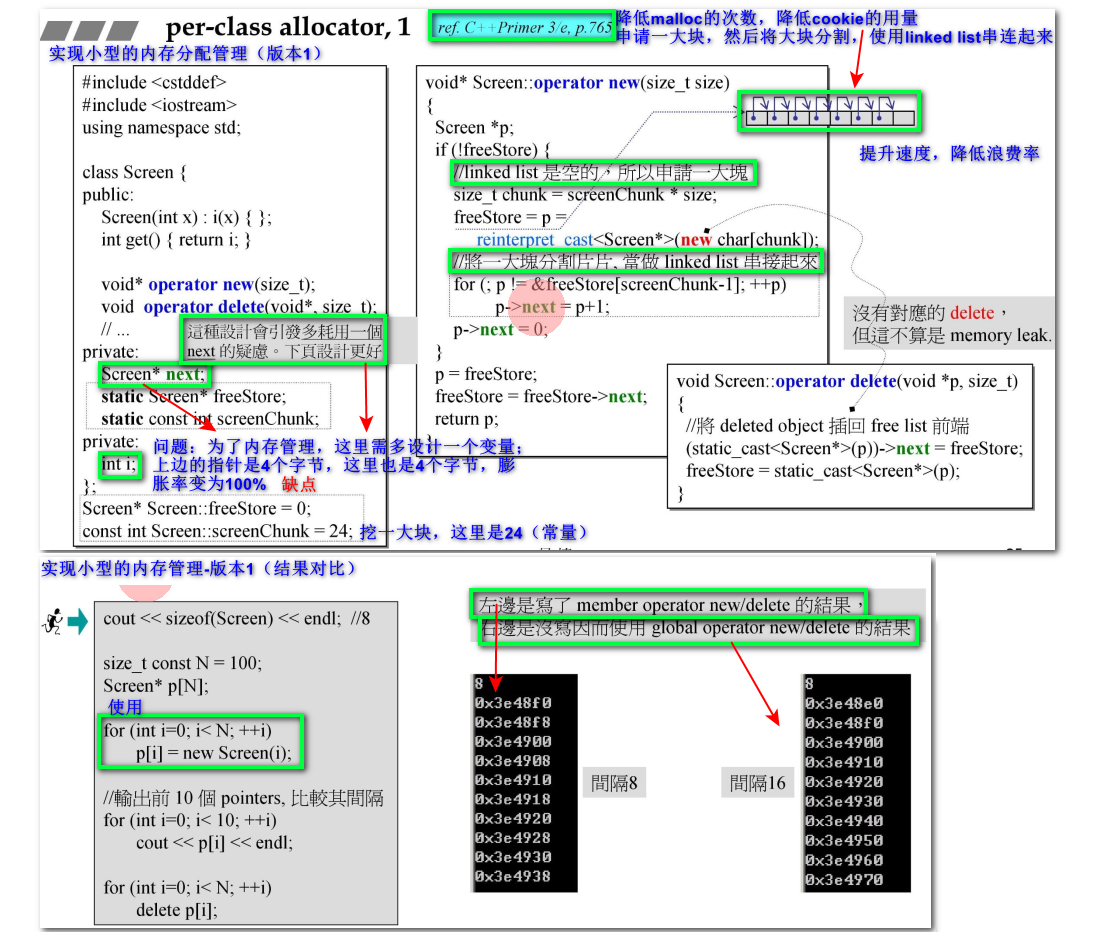 per-class allocator, 1
ref. C++Primer 3/e, p.765
降低malloc的次数，降低cookie的用量
申请一大块，然后将大块分割，使用linked list串连起来
实现小型的内存分配管理（版本1）
#include <cstddef>
#include <iostream>
using namespace std;
class Screen {
public:
Screen(int x) : i(x) { };
int get() { return i; }
void* operator new(size_t);
void operator delete(void*, size_t);
// ...
這種設計會引發多耗用一個
next 的疑慮。下頁設計更好
private:
Screen* next;
static Screen* freeStore;
static const int screenChunk;
private:
int i;
问题：为了内存管理，这里需多设计一个变量；
上边的指针是4个字节，这里也是4个字节，膨
胀率变为100% 缺点
};
Screen* Screen::freeStore = 0;
const int Screen::screenChunk = 24; 挖一大块，这里是24（常量）
void* Screen::operator new(size_t size)
{
Screen *p;
if (!freeStore) {
//linked list 是空的，所以申請一大塊
size_t chunk = screenChunk * size;
freeStore = p =
reinterpret_cast<Screen*>(new char[chunk]);
//將一大塊分割片片, 當做 linked list 串接起來
for (; p != &freeStore[screenChunk-1]; ++p)
p->next = p+1;
p->next = 0;
}
p = freeStore;
freeStore = freeStore->next;
return p;
}
提升速度，降低浪费率
沒有對應的 delete，
但這不算是 memory leak.
void Screen::operator delete(void *p, size_t)
{
//將 deleted object 插回 free list 前端
(static_cast<Screen*>(p))->next = freeStore;
freeStore = static_cast<Screen*>(p);
}
实现小型的内存管理-版本1（结果对比）
cout << sizeof(Screen) << endl; //8
size_t const N = 100;
Screen* p[N];
使用
for (int i=0; i< N; ++i)
p[i] = new Screen(i);
//輸出前 10 個 pointers, 比較其間隔
for (int i=0; i< 10; ++i)
cout << p[i] << endl;
for (int i=0; i< N; ++i)
delete p[i];
左邊是寫了 member operator new/delete 的結果，
右邊是沒寫因而使用 global operator new/delete 的結果
8
0x3e48f0
0x3e48f8
0x3e4900
0x3e4908
0x3e4910
0x3e4918
0x3e4920
0x3e4928
0x3e4930
0x3e4938
間隔8
間隔16
8
0x3e48e0
0x3e48f0
0x3e4900
0x3e4910
0x3e4920
0x3e4930
0x3e4940
0x3e4950
0x3e4960
0x3e4970